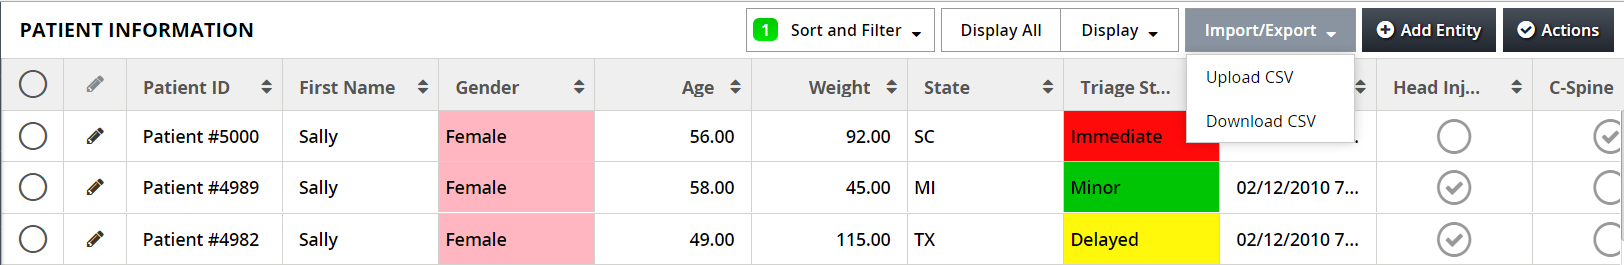 PATIENT INFORMATION 1 Sort and Filter Display All Display Import/Export Add Entity Actions
Upload CSV
Download CSV
Patient ID First Name Gender Age Weight State Triage St... Head Inj... C-Spine
Patient #5000 Sally Female 56.00 92.00 SC Immediate
Patient #4989 Sally Female 58.00 45.00 MI Minor 02/12/2010 7...
Patient #4982 Sally Female 49.00 115.00 TX Delayed 02/12/2010 7...